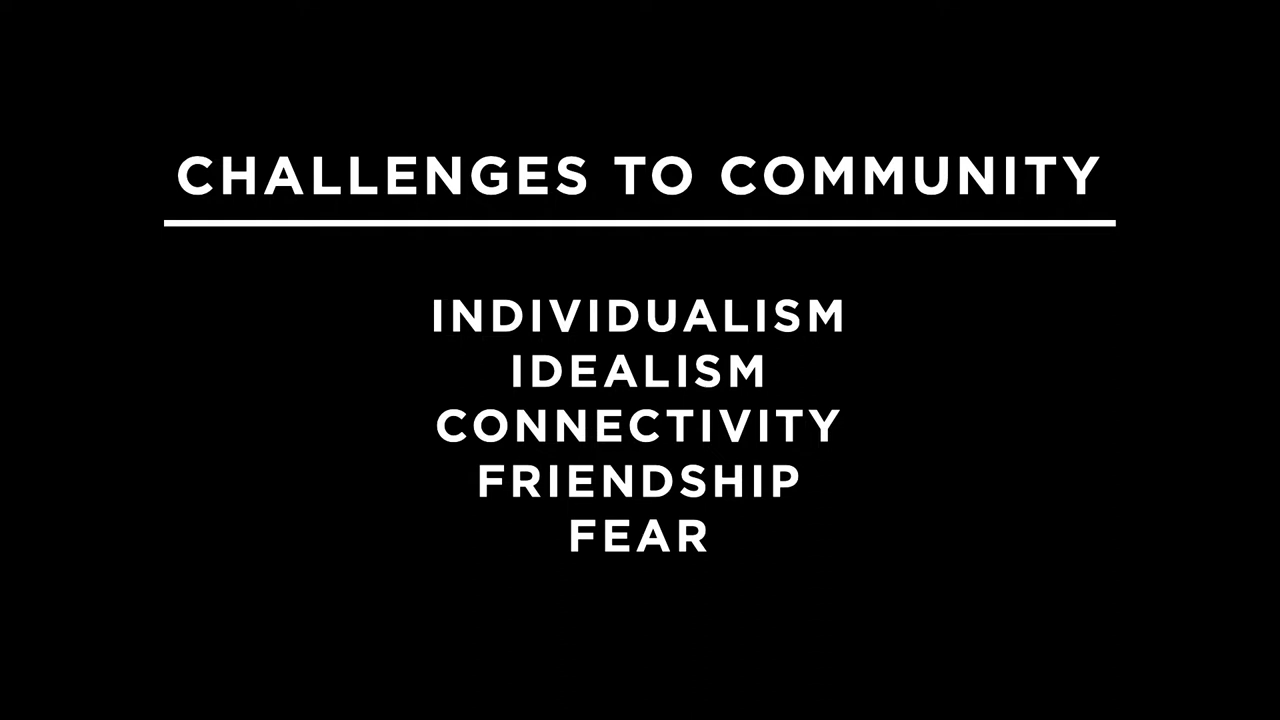 CHALLENGES TO COMMUNITY
INDIVIDUALISM
IDEALISM
CONNECTIVITY
FRIENDSHIP
FEAR